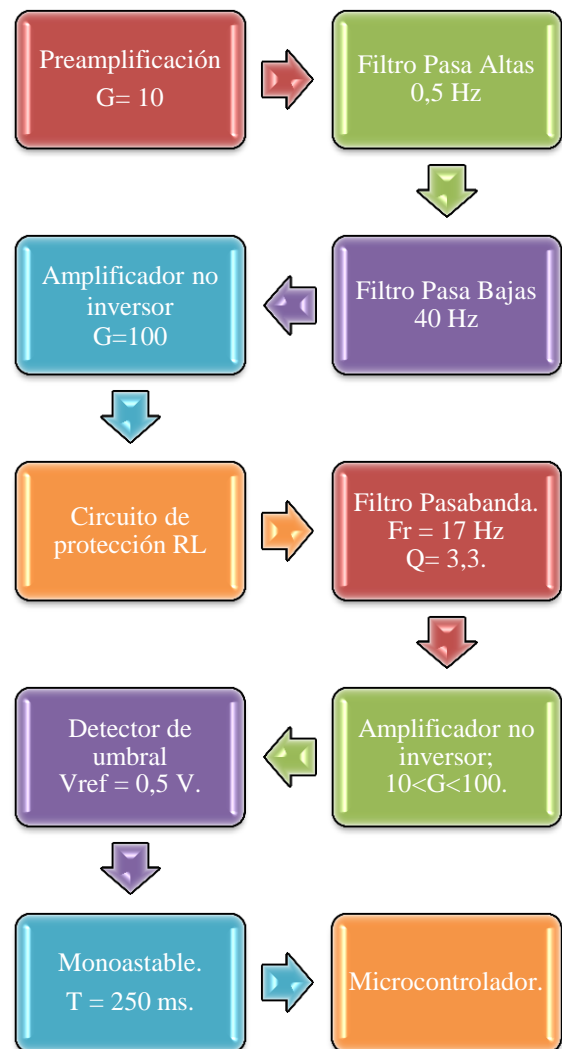 Preamplificación
G= 10
Filtro Pasa Altas
0,5 Hz
Filtro Pasa Bajas
40 Hz
Amplificador no
inversor
G=100
Circuito de
protección RL
Filtro Pasabanda.
Fr = 17 Hz
Q= 3,3.
Amplificador no
inversor;
10<G<100.
Detector de
umbral
Vref = 0,5 V.
Monoastable.
T = 250 ms.
Microcontrolador.